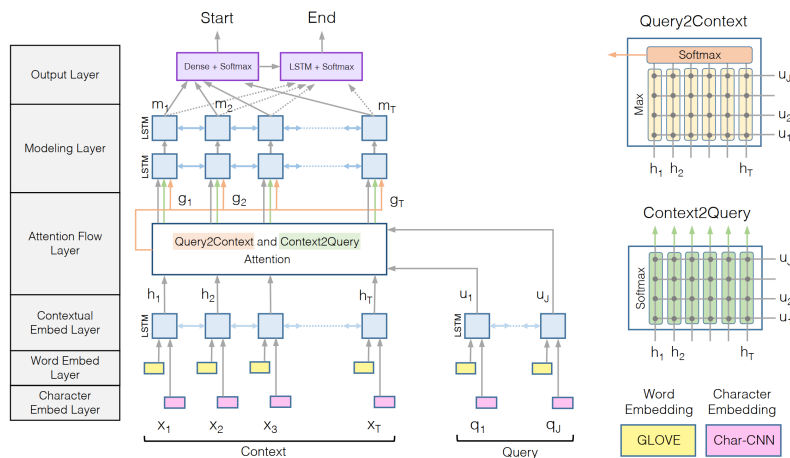 Start
End
Query2Context
Output Layer
Dense + Softmax
LSTM + Softmax
Softmax
Max
u_J
u_2
u_1
h_1
h_2
h_T
m_1
m_2
m_T
Modeling Layer
LSTM
LSTM
g_1
g_2
g_T
Attention Flow
Layer
Query2Context and Context2Query
Attention
Context2Query
Softmax
u_J
u_2
h_1
h_2
h_T
h_1
h_2
h_T
u_1
u_J
Contextual
Embed Layer
LSTM
LSTM
Word Embed
Layer
Character
Embed Layer
x_1
x_2
x_3
x_T
q_1
q_J
Context
Query
Word
Embedding
Character
Embedding
GLOVE
Char-CNN